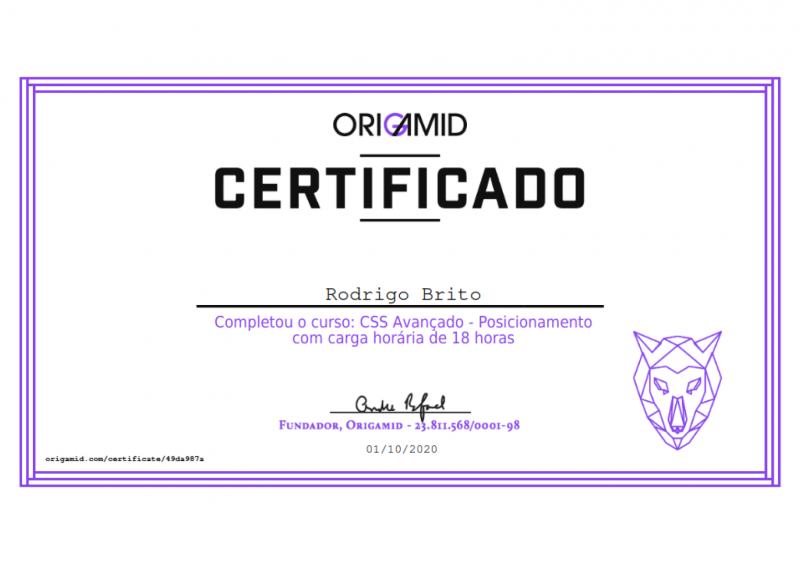 ORIGAMID
CERTIFICADO
Rodrigo Brito
Completou o curso: CSS Avançado - Posicionamento
com carga horária de 18 horas
Andre Rafael
Fundador, Origamid - 23.811.568/0001-98
01/10/2020
origamid.com/certificate/49da987a